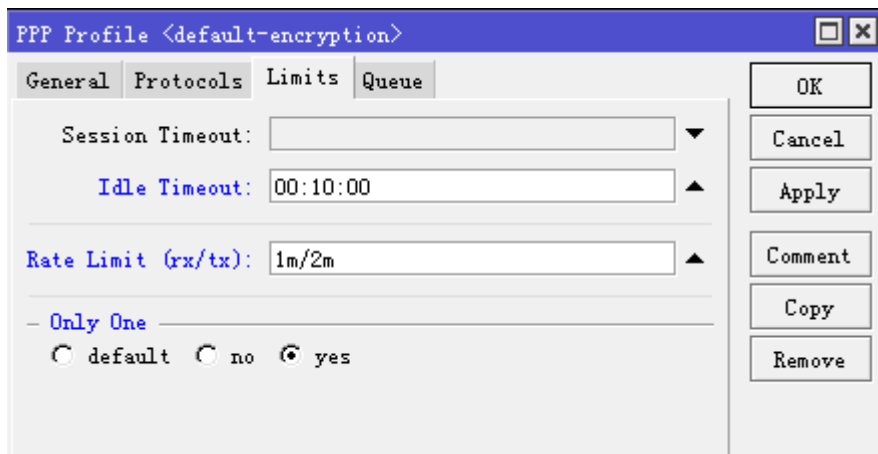 PPP Profile <default-encryption>
General Protocols Limits Queue
Session Timeout:
Idle Timeout: 00:10:00
Rate Limit (rx/tx): 1m/2m
Only One
default no yes
OK
Cancel
Apply
Comment
Copy
Remove